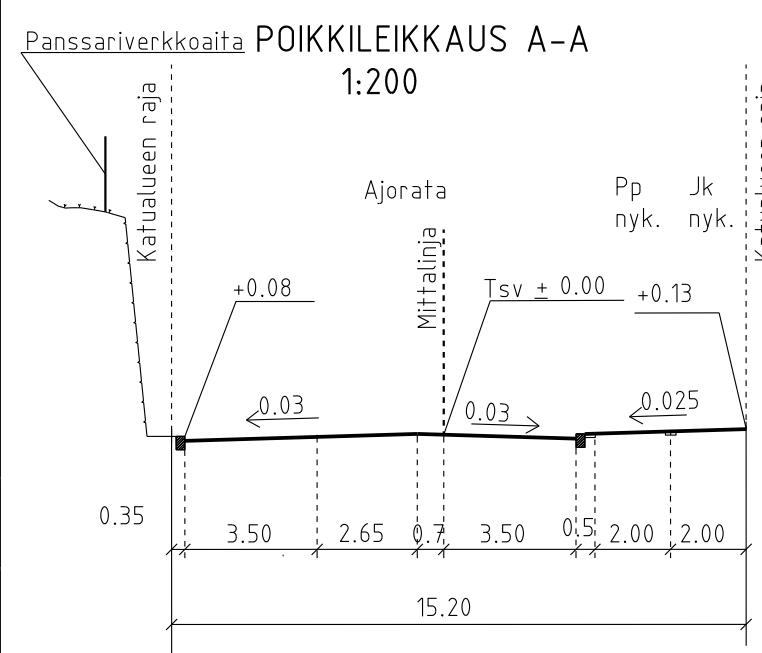 Panssariverkkoaita
POIKKILEIKKAUS A-A
1:200
Katualueen raja
Ajorata
Pp
nyk.
Jk
nyk.
Mittalinja
+0.08
Tsv ± 0.00
+0.13
0.03
0.03
0.025
0.35
3.50
2.65
0.7
3.50
0.5
2.00
2.00
15.20